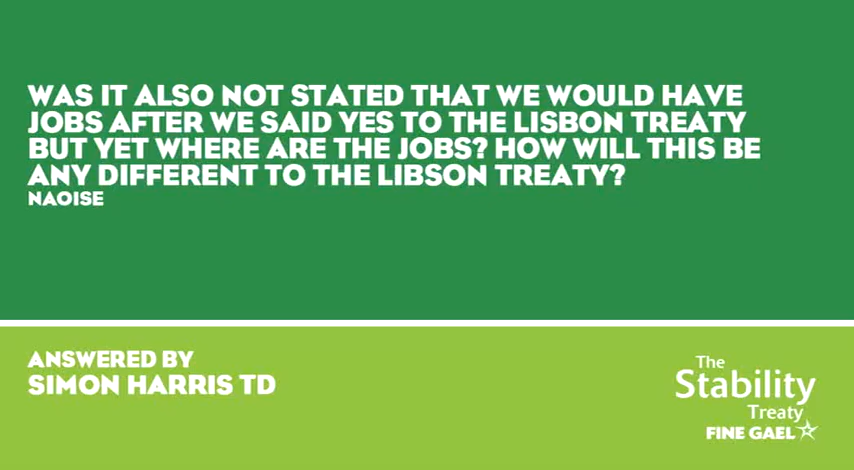 WAS IT ALSO NOT STATED THAT WE WOULD HAVE
JOBS AFTER WE SAID YES TO THE LISBON TREATY
BUT YET WHERE ARE THE JOBS? HOW WILL THIS BE
ANY DIFFERENT TO THE LIBSON TREATY?
NAOISE
ANSWERED BY
SIMON HARRIS TD
The
Stability
Treaty
FINE GAEL